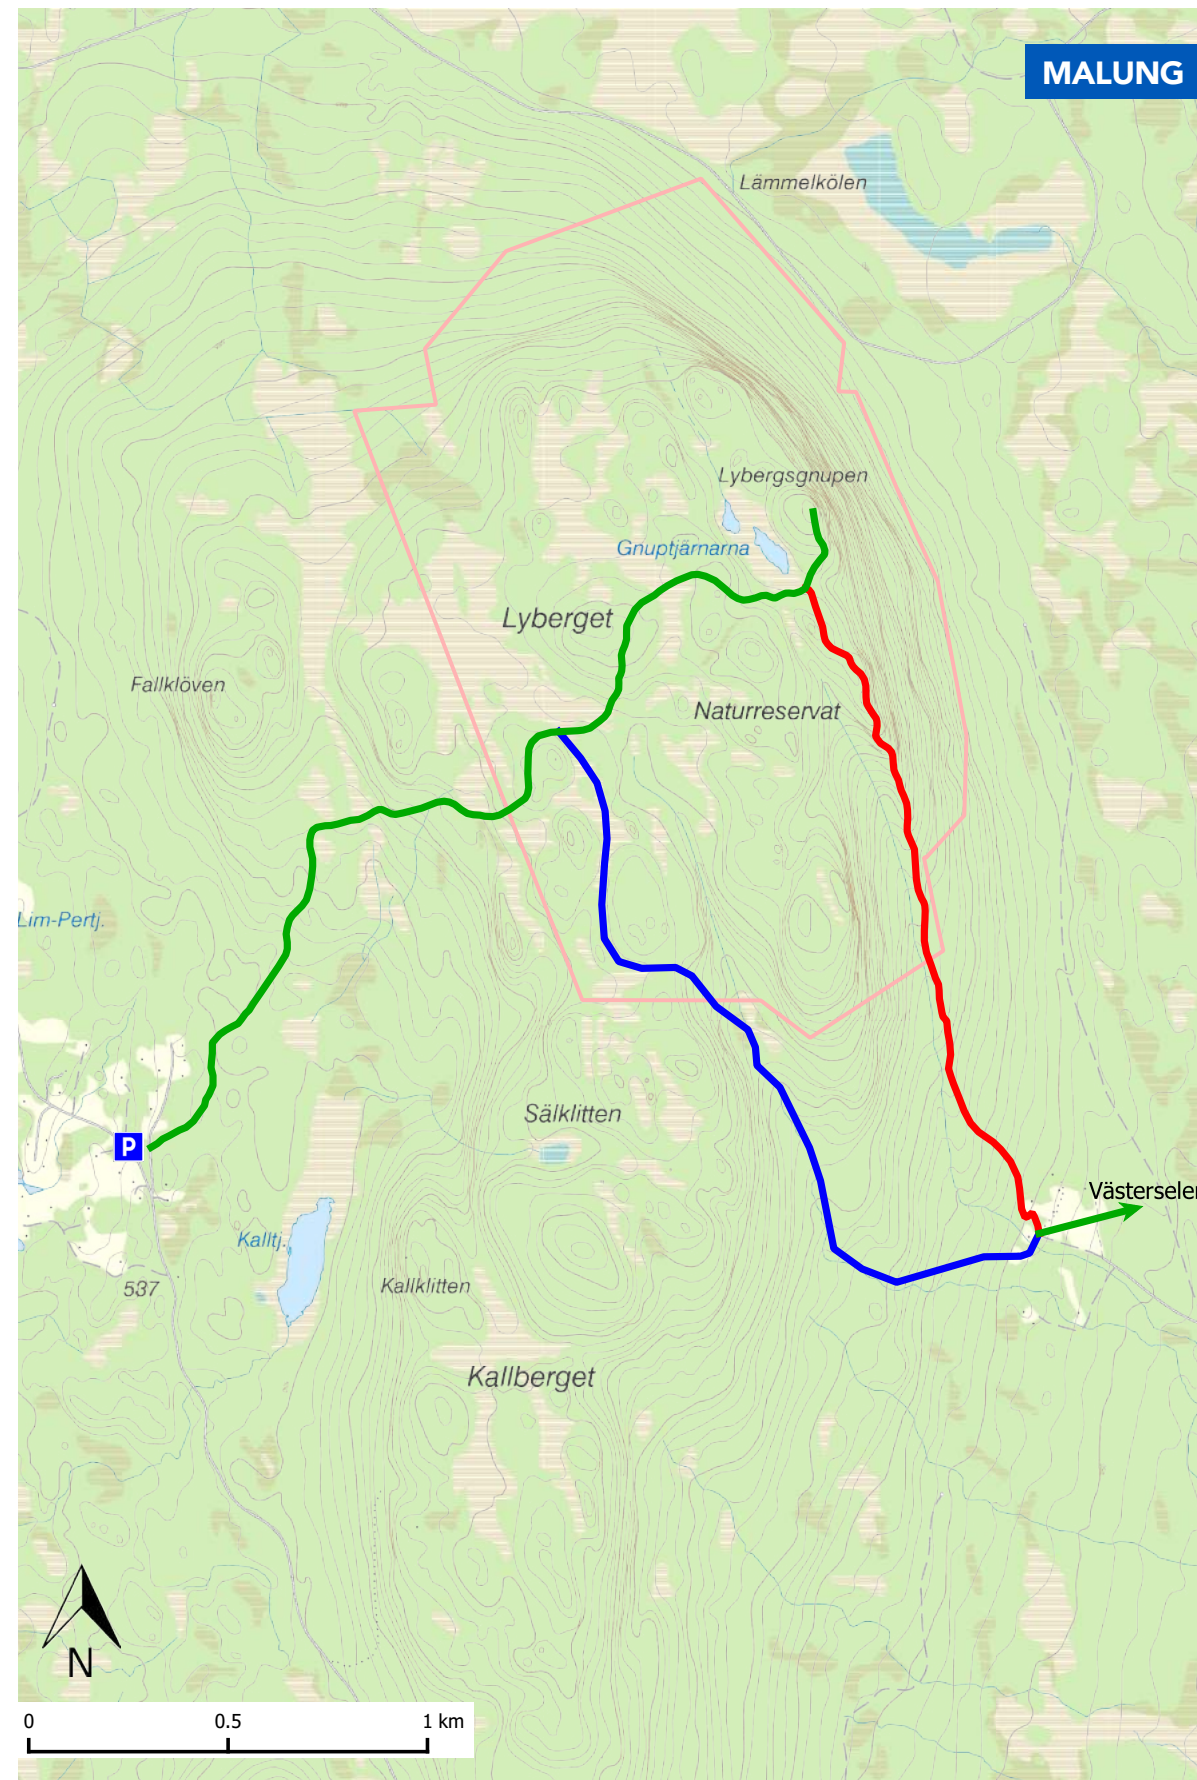 MALUNG
Lämmelkölen
Lybergsgnupen
Gnuptjärnarna
Lyberget
Fallklöven
Naturreservat
Lim-Pertj.
Sälklitten
P
Västerselen
Kalltj.
537
Kallklitten
Kallberget
N
0 0.5 1 km